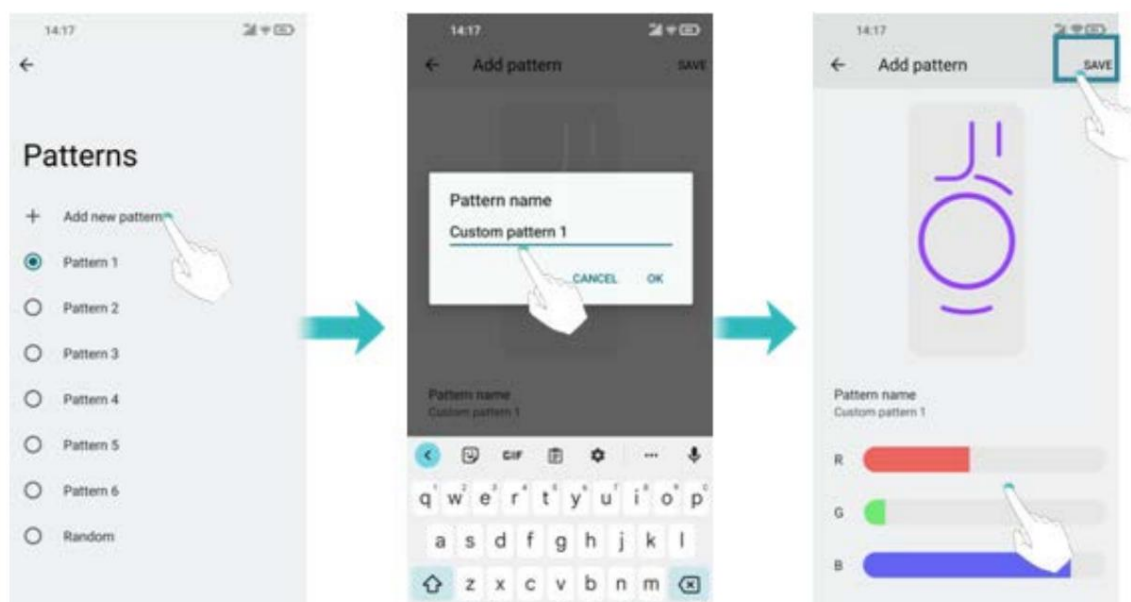 14:17
Patterns
Add new pattern
Pattern 1
Pattern 2
Pattern 3
Pattern 4
Pattern 5
Pattern 6
Random
14:17
Add pattern
SAVE
Pattern name
Custom pattern 1
CANCEL
OK
Pattern name
Custom pattern 1
GIF
q w e r t y u i o p
a s d f g h j k l
z x c v b n m
14:17
Add pattern
SAVE
Pattern name
Custom pattern 1
R
G
B